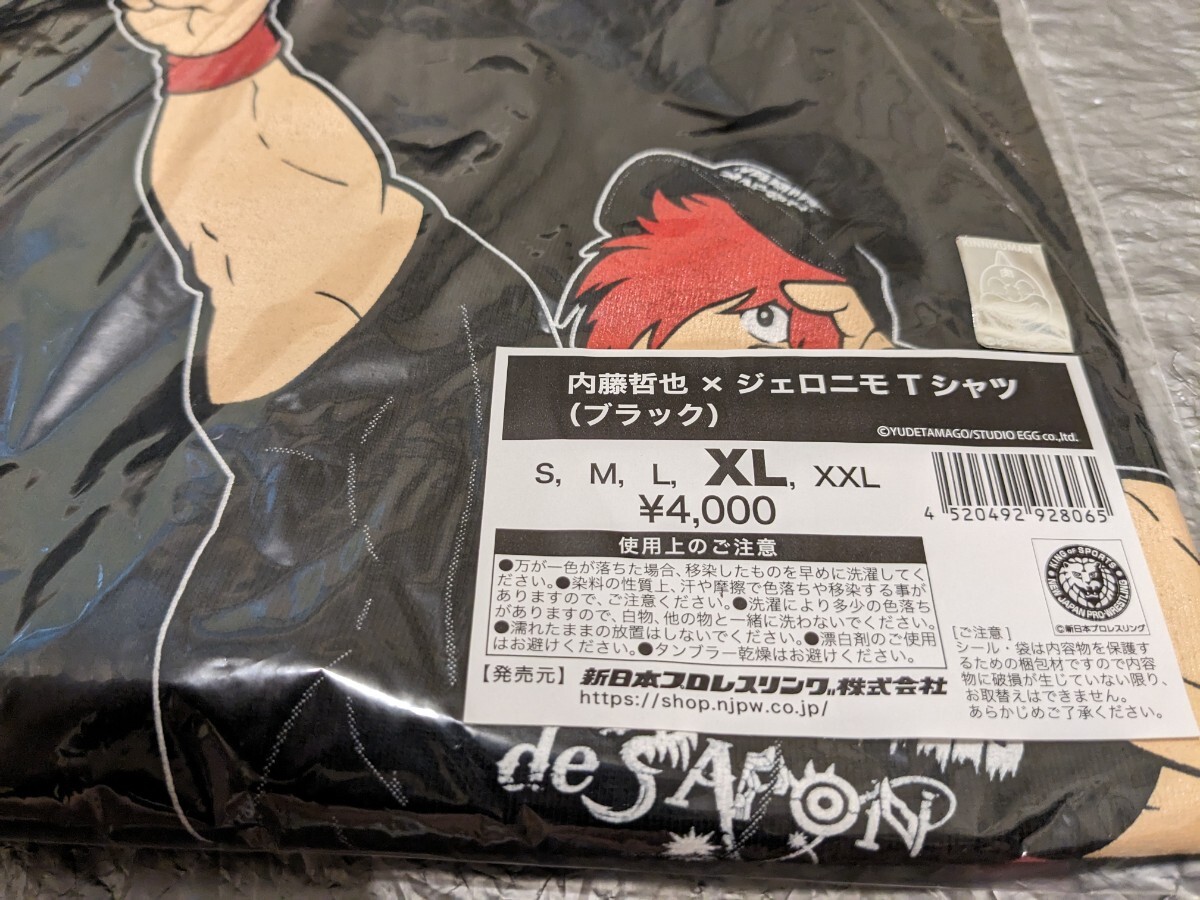 KINNIKUMAN
内藤哲也 × ジェロニモ T シャツ
(ブラック)
©YUDETAMAGO/STUDIO EGG co.,ltd.
S, M, L, XL, XXL
¥4,000
4 520492 928065
使用上のご注意
●万が一色が落ちた場合、移染したものを早めに洗濯してく
ださい。●染料の性質上、汗や摩擦で色落ちや移染する事が
ありますので、ご注意ください。●洗濯により多少の色落ち
がありますので、白物、他の物と一緒に洗わないでください。
●濡れたままの放置はしないでください。●漂白剤のご使用
はお避けください。●タンブラー乾燥はお避けください。
KING OF SPORTS
NEW JAPAN PRO-WRESTLING
©新日本プロレスリング
[ご注意]
シール・袋は内容物を保護す
るための梱包材ですので内容
物に破損が生じていない限り、
お取替えはできません。
あらかじめご了承ください。
【発売元】新日本プロレスリング株式会社
https://shop.njpw.co.jp/
de JAPON